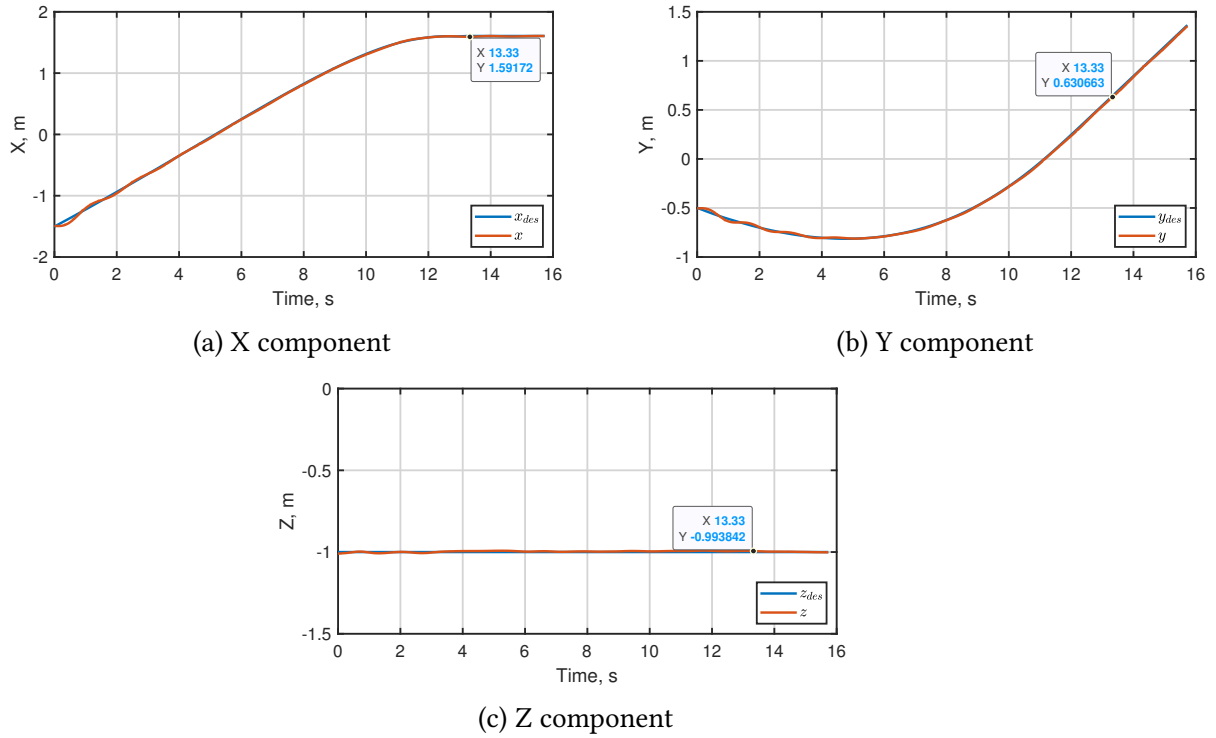 2
1
0
-1
-2
X, m
X 13.33
Y 1.59172
x_des
x
0 2 4 6 8 10 12 14 16
Time, s
(a) X component
1.5
1
0.5
0
-0.5
-1
Y, m
X 13.33
Y 0.630663
y_des
y
0 2 4 6 8 10 12 14 16
Time, s
(b) Y component
0
-0.5
-1
-1.5
Z, m
X 13.33
Y -0.993842
z_des
z
0 2 4 6 8 10 12 14 16
Time, s
(c) Z component